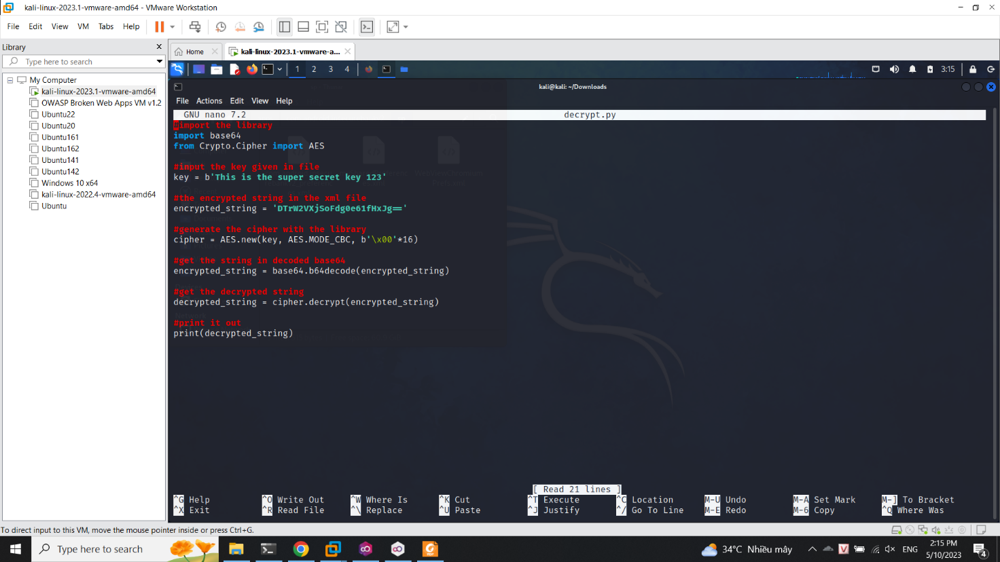 kali-linux-2023.1-vmware-amd64 - VMware Workstation
File Edit View VM Tabs Help
Library
Type here to search
My Computer
kali-linux-2023.1-vmware-amd64
OWASP Broken Web Apps VM v1.2
Ubuntu22
Ubuntu20
Ubuntu161
Ubuntu162
Ubuntu141
Ubuntu142
Windows 10 x64
kali-linux-2022.4-vmware-amd64
Ubuntu
Home
kali-linux-2023.1-vmware-a...
1 2 3 4
3:15
kali@kali: ~/Downloads
File Actions Edit View Help
GNU nano 7.2 decrypt.py
#import the library
import base64
from Crypto.Cipher import AES
#input the key given in file
key = b'This is the super secret key 123'
#the encrypted string in the xml file
encrypted_string = 'DTrW2VXjSoFdg0e61fHxJg=='
#generate the cipher with the library
cipher = AES.new(key, AES.MODE_CBC, b'\x00'*16)
#get the string in decoded base64
encrypted_string = base64.b64decode(encrypted_string)
#get the decrypted string
decrypted_string = cipher.decrypt(encrypted_string)
#print it out
print(decrypted_string)
[ Read 21 lines ]
^G Help ^O Write Out ^W Where Is ^K Cut ^T Execute ^C Location M-U Undo M-A Set Mark M-] To Bracket
^X Exit ^R Read File ^\ Replace ^U Paste ^J Justify ^/ Go To Line M-E Redo M-6 Copy ^Q Where Was
To direct input to this VM, move the mouse pointer inside or press Ctrl+G.
Type here to search
34°C Nhiều mây
ENG
2:15 PM
5/10/2023
4